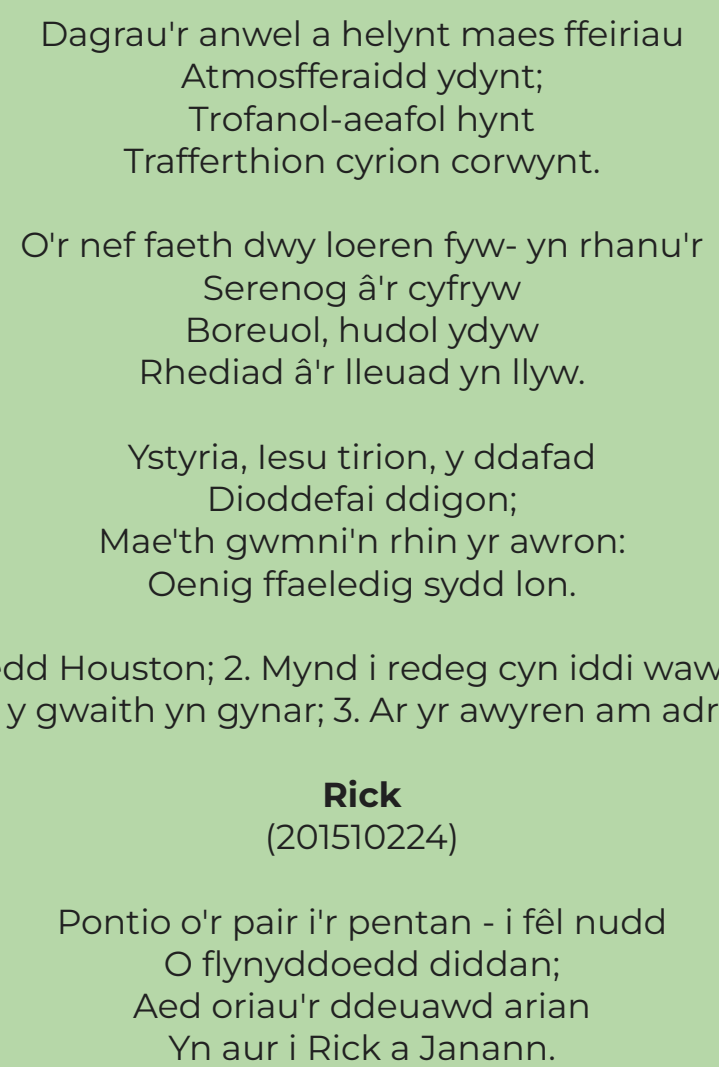 Dagrau'r anwel a helynt maes ffeiriau
Atmosfferaidd ydynt;
Trofanol-aeafol hynt
Trafferthion cyrion corwynt.
O'r nef faeth dwy loeren fyw- yn rhanu'r
Serenog â'r cyfryw
Boreuol, hudol ydyw
Rhediad â'r lleuad yn llyw.
Ystyria, Iesu tirion, y ddafad
Dioddefai ddigon;
Mae'th gwmni'n rhin yr awron:
Oenig ffaeledig sydd lon.
Houston; 2. Mynd i redeg cyn iddi
y gwaith yn gynar; 3. Ar yr awyren am
Rick
(201510224)
Pontio o'r pair i'r pentan - i fêl nudd
O flynyddoedd diddan;
Aed oriau'r ddeuawd arian
Yn aur i Rick a Janann.